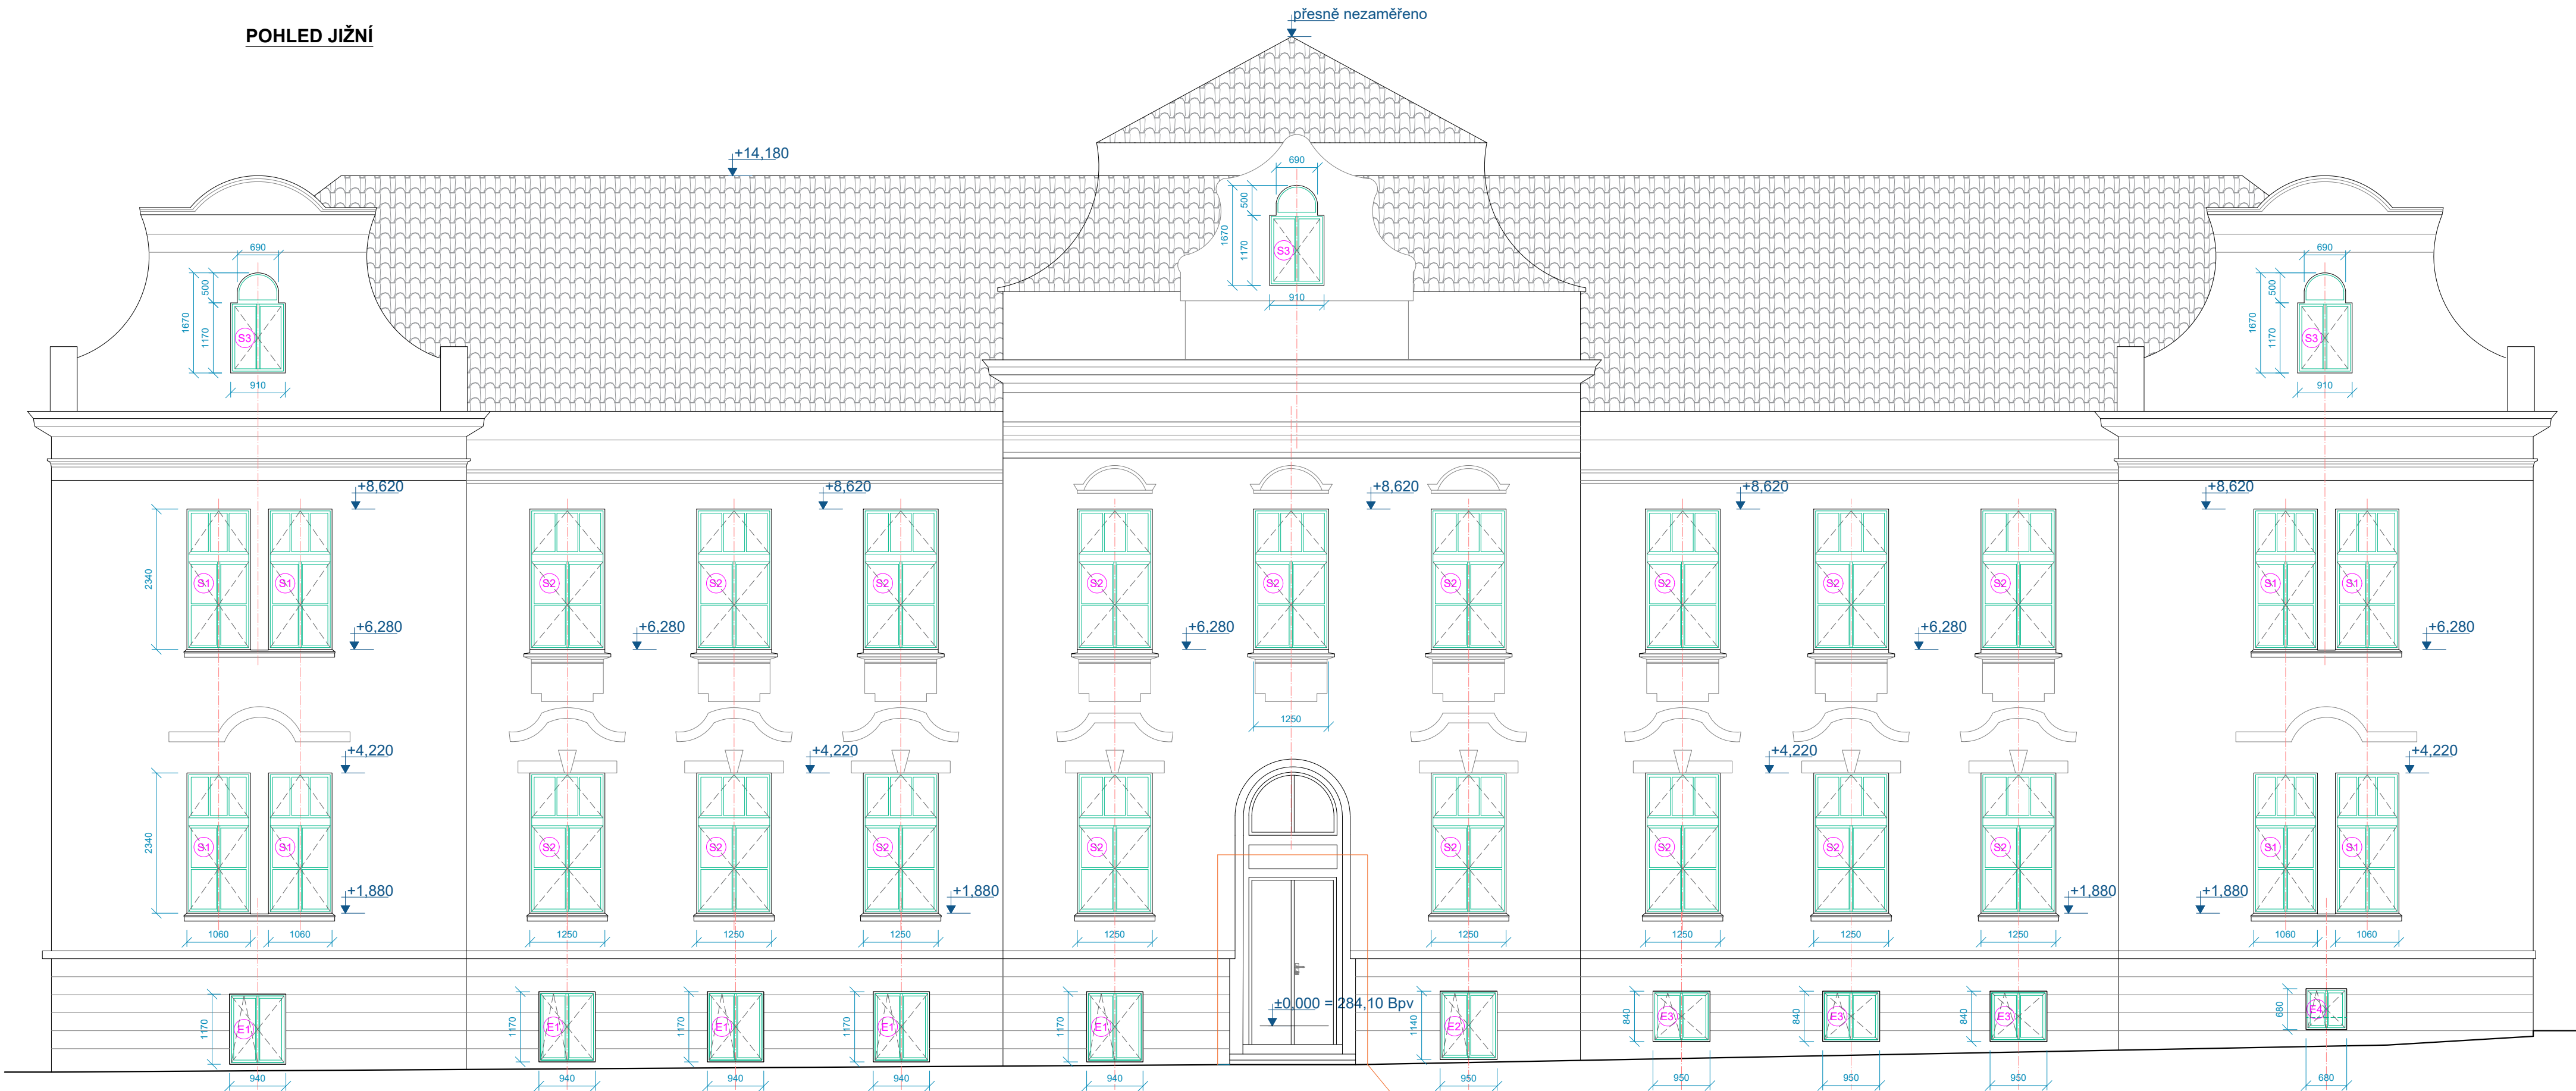 přesně nezaměřeno
POHLED JIŽNÍ
+14,180
690
500
1670
1170
S3
910
690
500
1670
1170
S3
910
690
500
1670
1170
S3
910
+8,620 +8,620 +8,620 +8,620 +8,620
2340
S1 S1 S2 S2 S2 S2 S2 S2 S2 S2 S2 S1 S1
+6,280 +6,280 +6,280 +6,280 +6,280
1250
+4,220 +4,220 +4,220 +4,220
2340
S1 S1 S2 S2 S2 S2 S2 S2 S2 S2 S1 S1
+1,880 +1,880 +1,880 +1,880
1060 1060 1250 1250 1250 1250 1250 1250 1250 1250 1060 1060
±0,000 = 284,10 Bpv
1170 E1 1170 E1 1170 E1 1170 E1 1170 E1 1140 E2 840 E3 840 E3 840 E3 680 E4
940 940 940 940 940 950 950 950 950 680